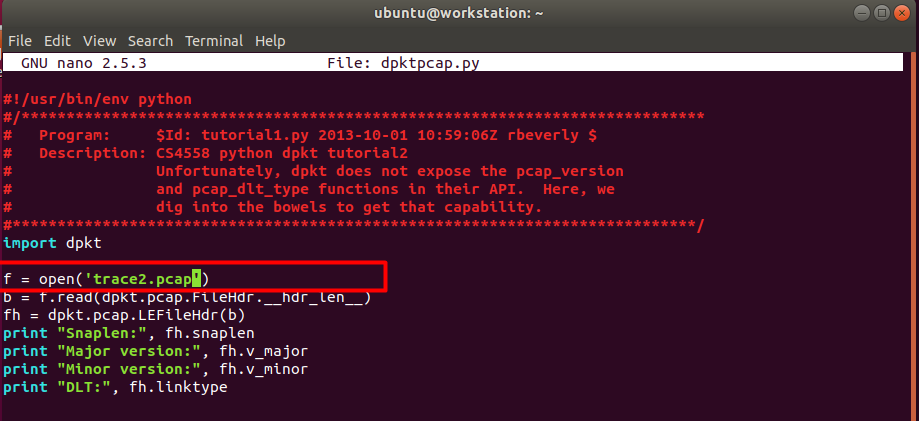 ubuntu@workstation: ~
File Edit View Search Terminal Help
GNU nano 2.5.3 File: dpktpcap.py
#!/usr/bin/env python
#/****************************************************************************
#   Program:     $Id: tutorial1.py 2013-10-01 10:59:06Z rbeverly $
#   Description: CS4558 python dpkt tutorial2
#                Unfortunately, dpkt does not expose the pcap_version
#                and pcap_dlt_type functions in their API.  Here, we
#                dig into the bowels to get that capability.
#****************************************************************************/
import dpkt
f = open('trace2.pcap')
b = f.read(dpkt.pcap.FileHdr.__hdr_len__)
fh = dpkt.pcap.LEFileHdr(b)
print "Snaplen:", fh.snaplen
print "Major version:", fh.v_major
print "Minor version:", fh.v_minor
print "DLT:", fh.linktype